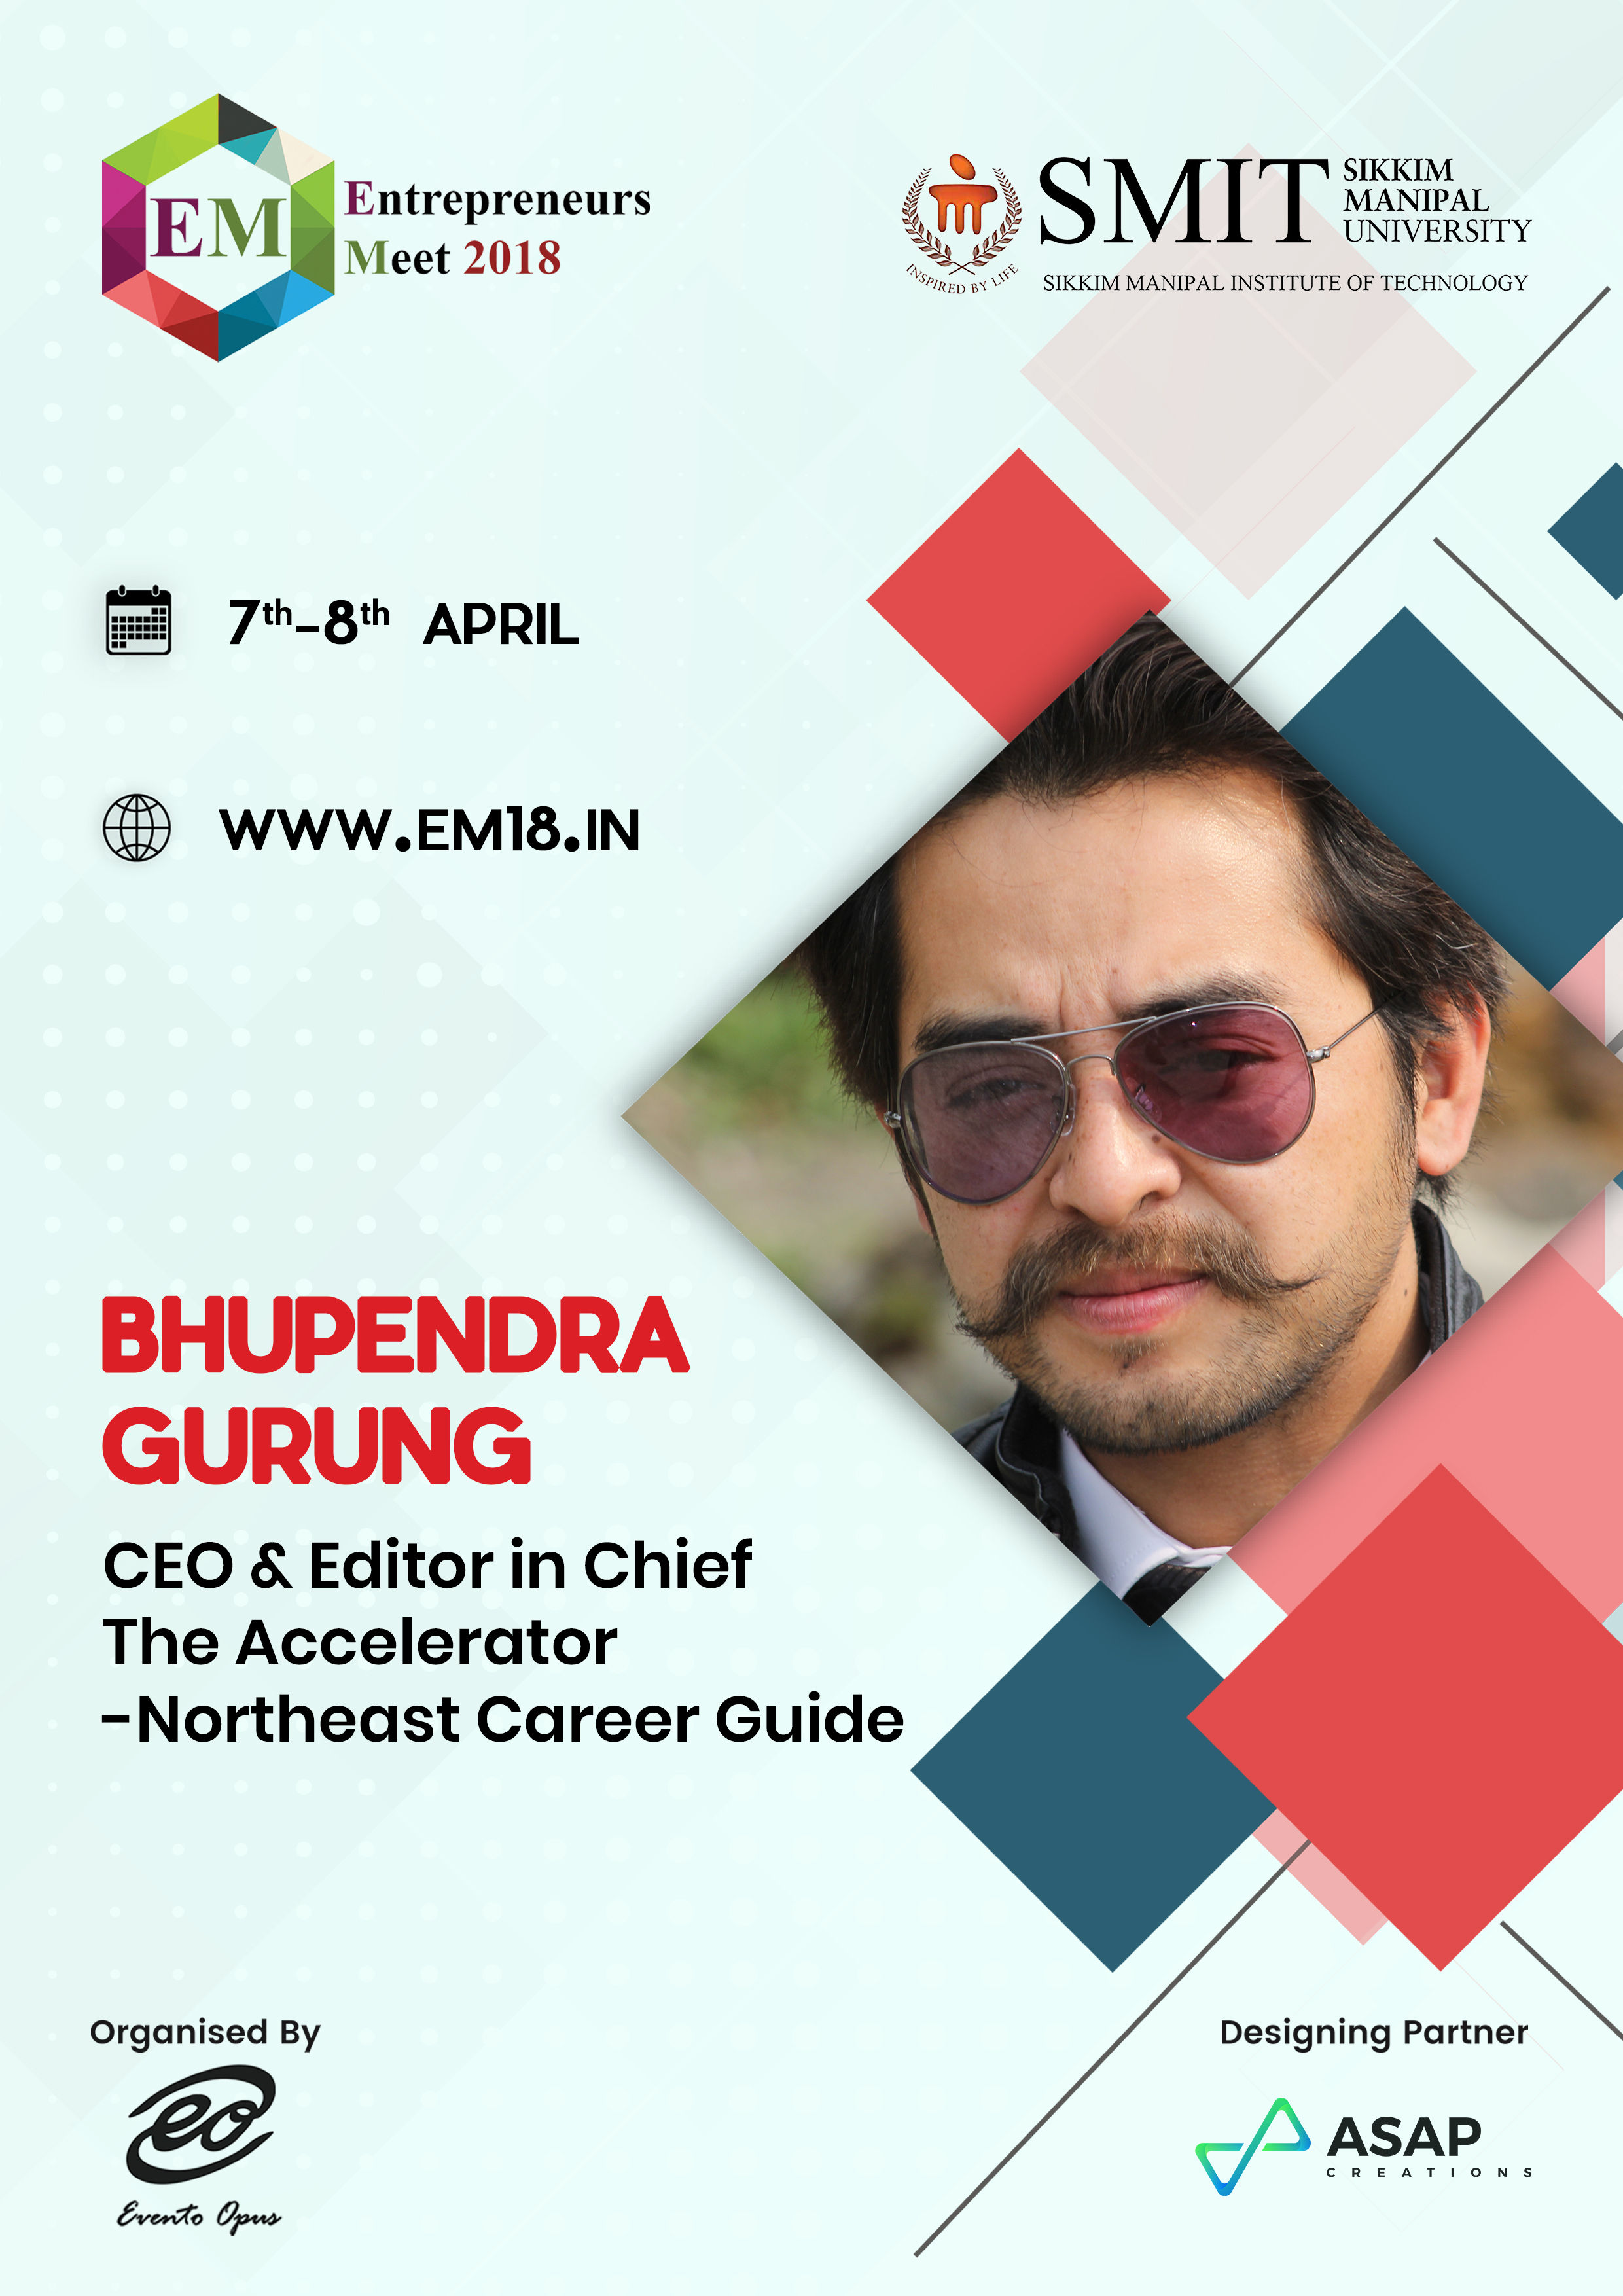 EM
Entrepreneurs
Meet 2018
INSPIRED BY LIFE
SMIT
SIKKIM
MANIPAL
UNIVERSITY
SIKKIM MANIPAL INSTITUTE OF TECHNOLOGY
7th-8th APRIL
WWW.EM18.IN
BHUPENDRA
GURUNG
CEO & Editor in Chief
The Accelerator
-Northeast Career Guide
Organised By
eo
Evento Opus
Designing Partner
ASAP
CREATIONS